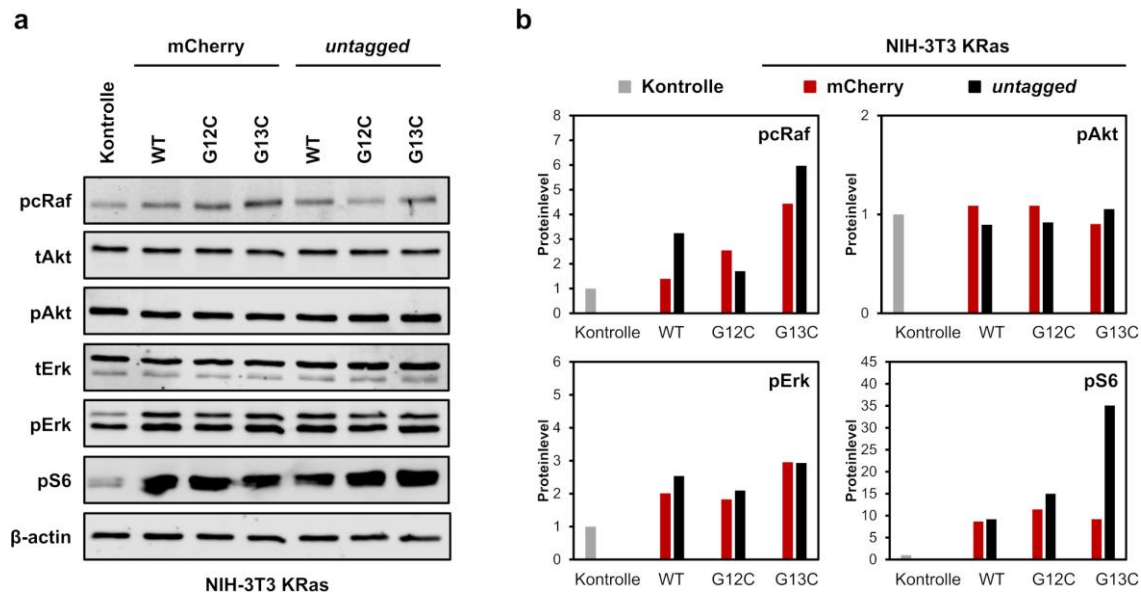 a
mCherry untagged
Kontrolle WT G12C G13C WT G12C G13C
pcRaf
tAkt
pAkt
tErk
pErk
pS6
β-actin
NIH-3T3 KRas
b
NIH-3T3 KRas
Kontrolle mCherry untagged
pcRaf
Proteinlevel
8
7
6
5
4
3
2
1
0
Kontrolle WT G12C G13C
pAkt
Proteinlevel
2
1
0
Kontrolle WT G12C G13C
pErk
Proteinlevel
6
5
4
3
2
1
0
Kontrolle WT G12C G13C
pS6
Proteinlevel
45
40
35
30
25
20
15
10
5
0
Kontrolle WT G12C G13C